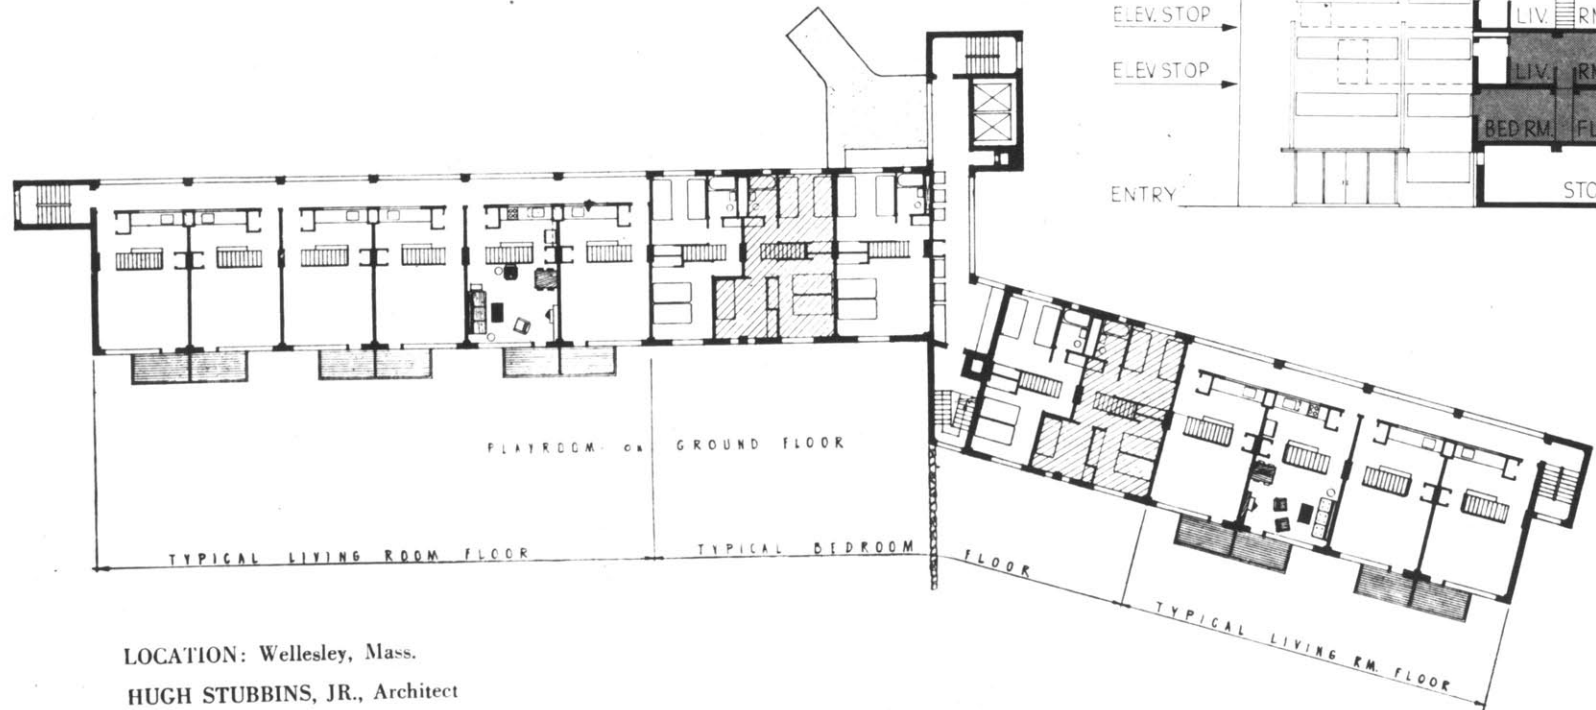 ELEV. STOP
LIV.
ELEV STOP
LIV.
BED RM.
ENTRY
PLAYROOM on GROUND FLOOR
TYPICAL LIVING ROOM FLOOR
TYPICAL BEDROOM FLOOR
TYPICAL LIVING RM. FLOOR
LOCATION: Wellesley, Mass.
HUGH STUBBINS, JR., Architect